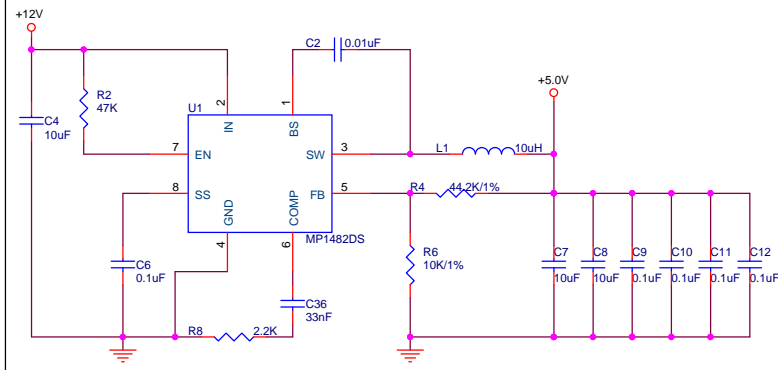 +12V
C2
0.01uF
+5.0V
R2
47K
C4
10uF
U1
2
1
IN
BS
7
EN
SW
3
L1
10uH
8
SS
GND
COMP
FB
5
R4
44.2K/1%
4
6
MP1482DS
C6
0.1uF
R6
10K/1%
C7
10uF
C8
10uF
C9
0.1uF
C10
0.1uF
C11
0.1uF
C12
0.1uF
C36
33nF
R8
2.2K